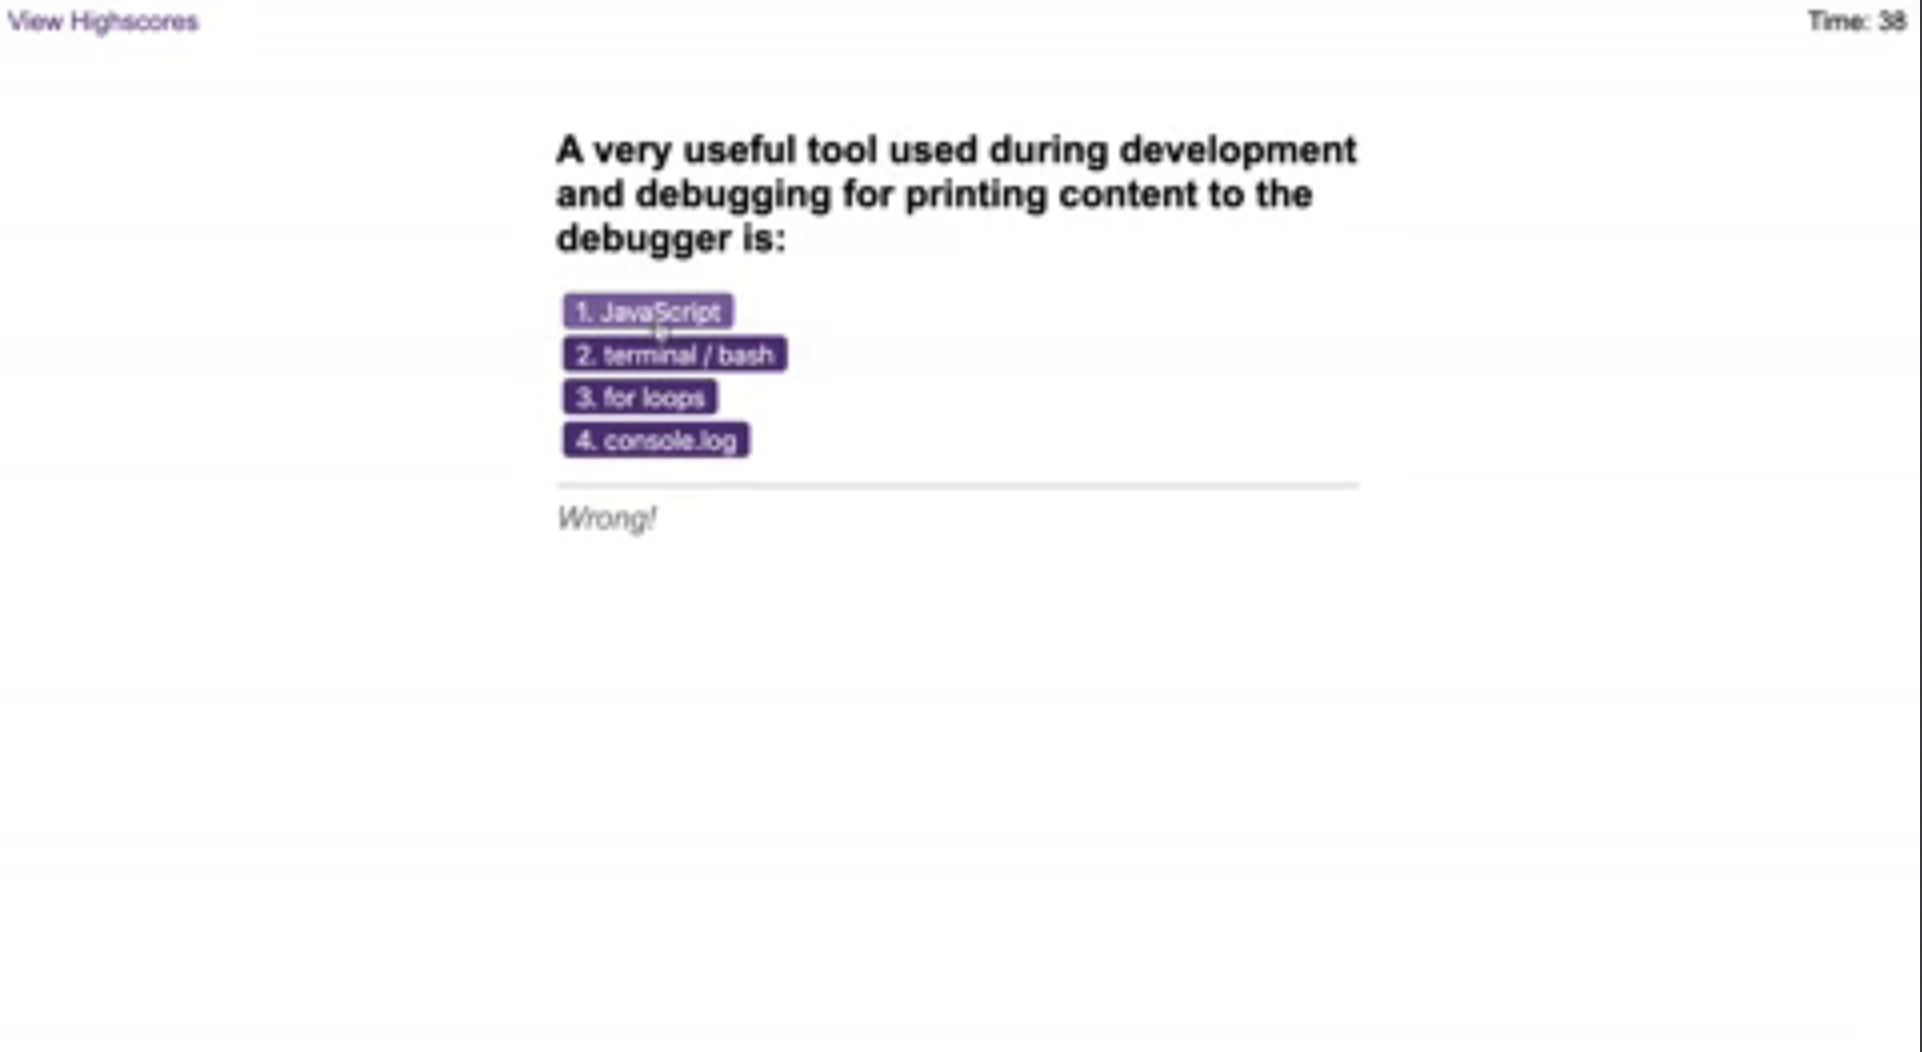 View Highscores
Time: 38
A very useful tool used during development
and debugging for printing content to the
debugger is:
1. JavaScript
2. terminal / bash
3. for loops
4. console.log
Wrong!